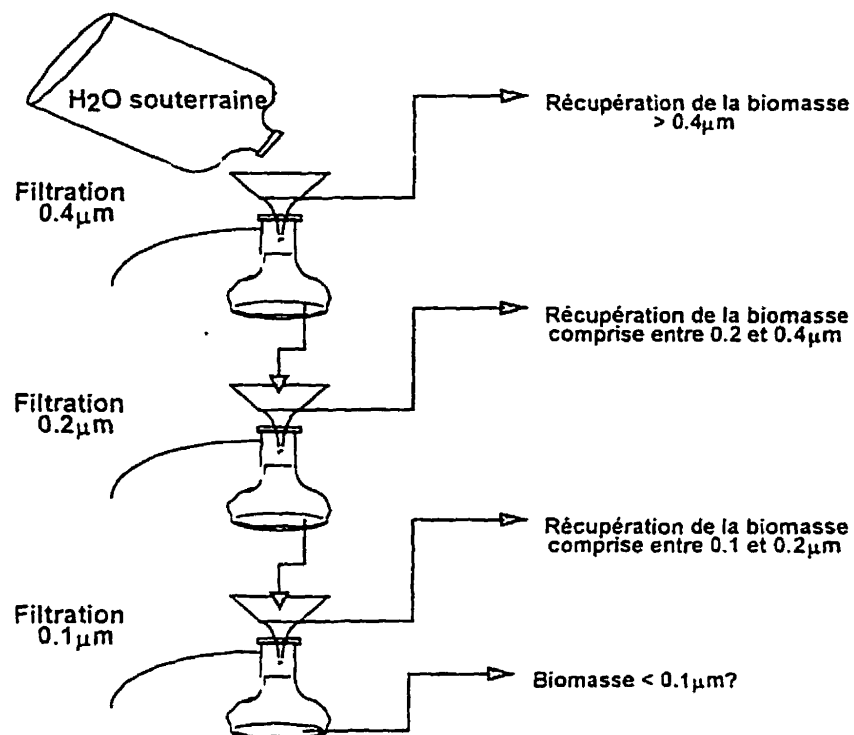 H2O souterraine
Récupération de la biomasse
> 0.4µm
Filtration
0.4µm
Récupération de la biomasse
comprise entre 0.2 et 0.4µm
Filtration
0.2µm
Récupération de la biomasse
comprise entre 0.1 et 0.2µm
Filtration
0.1µm
Biomasse < 0.1µm?